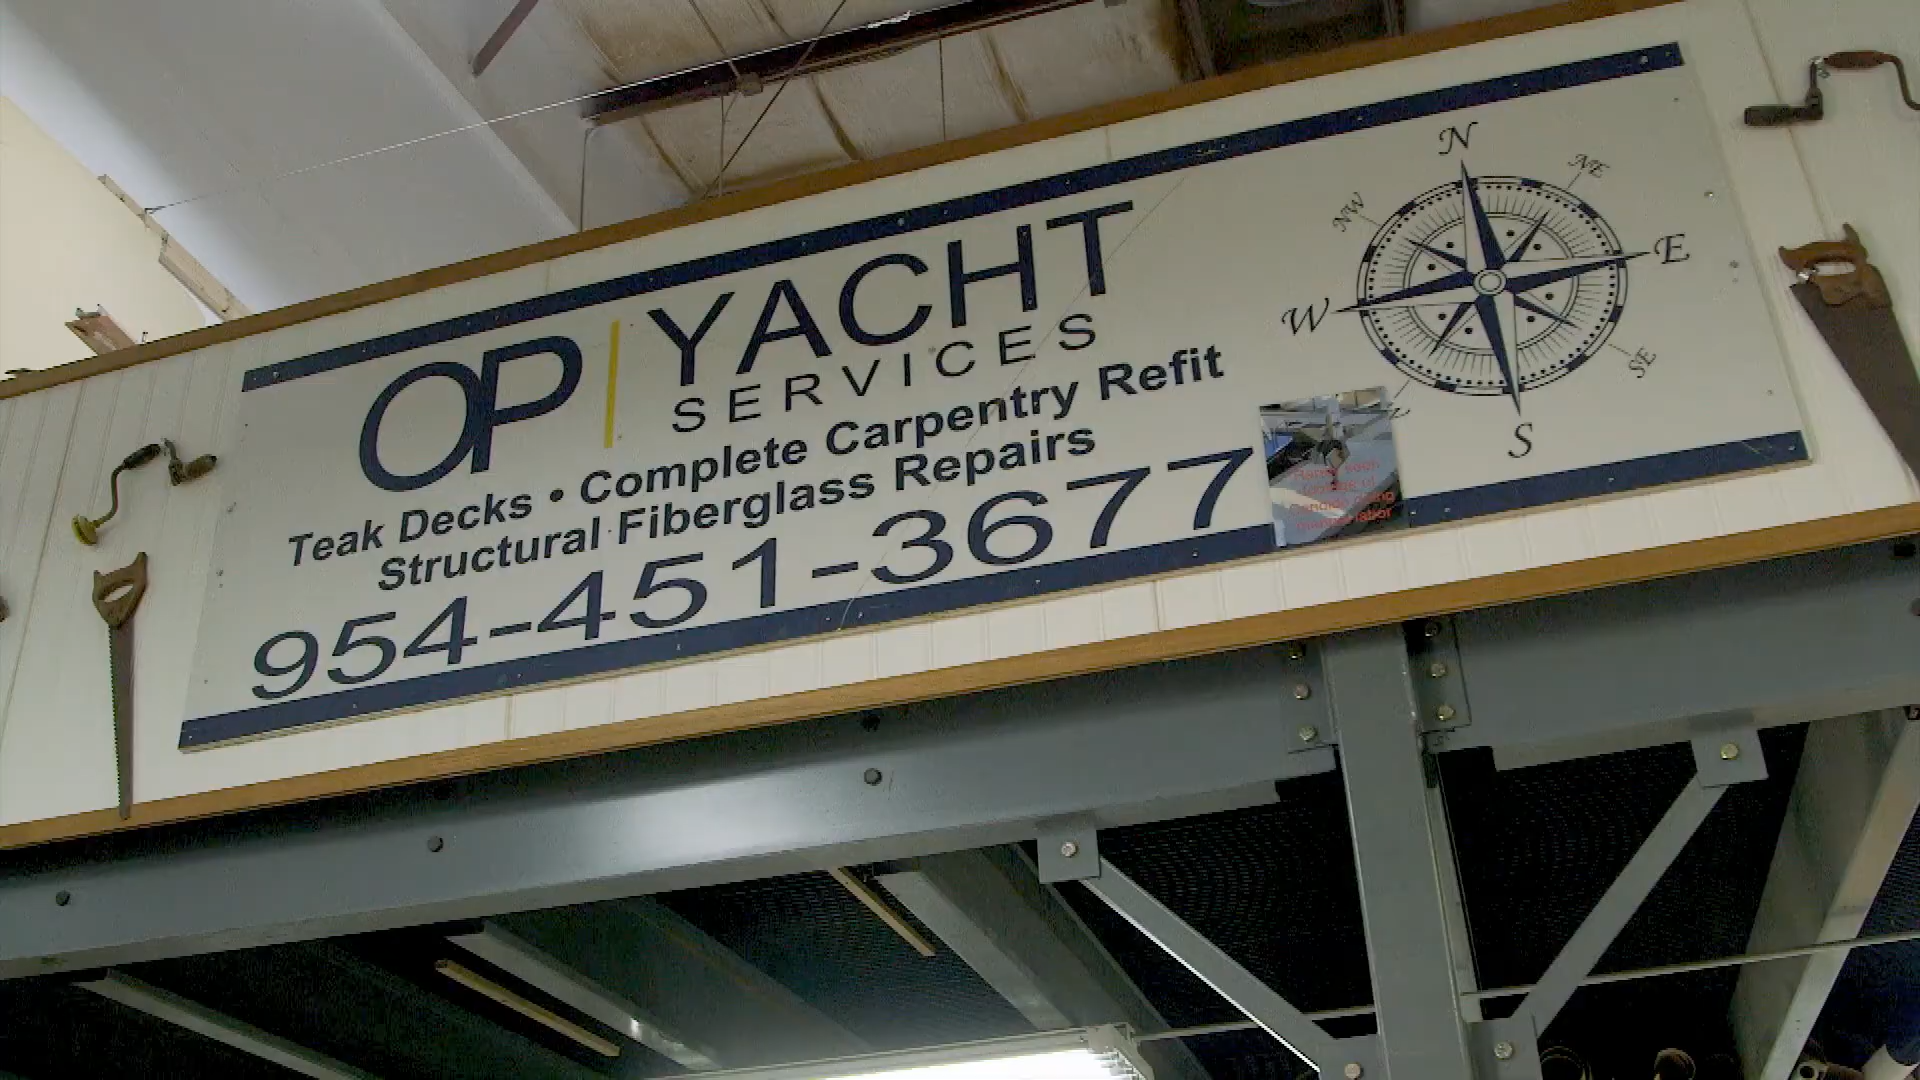 OP YACHT
SERVICES
Teak Decks • Complete Carpentry Refit
Structural Fiberglass Repairs
954-451-3677
N
NE
E
SE
S
W
NW